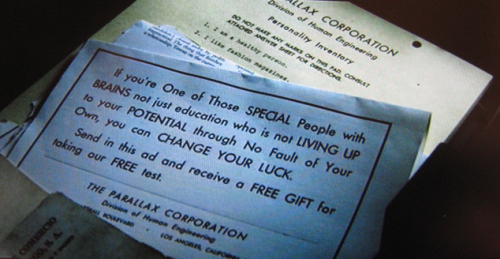 PARALLAX CORPORATION
Division of Human Engineering
Personality Inventory
DO NOT MAKE ANY MARKS ON THIS AD. CONSULT
ATTACHED ANSWER SHEET FOR DIRECTIONS
1. I am a healthy person.
2. I like fashion magazines.
If you're One of Those SPECIAL People with
BRAINS not just education who is not LIVING UP
to your POTENTIAL through No Fault of Your
Own, you can CHANGE YOUR LUCK.
Send in this ad and receive a FREE GIFT for
taking our FREE test.
THE PARALLAX CORPORATION
Division of Human Engineering
BOULEVARD · LOS ANGELES, CALIFORNIA
COMMERCIO